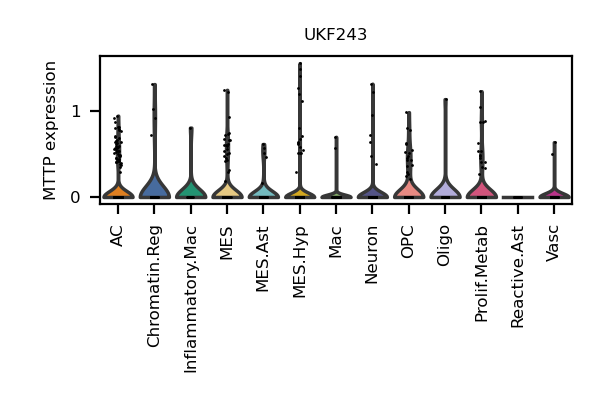 UKF243
MTTP expression
1
0
AC
Chromatin.Reg
Inflammatory.Mac
MES
MES.Ast
MES.Hyp
Mac
Neuron
OPC
Oligo
Prolif.Metab
Reactive.Ast
Vasc